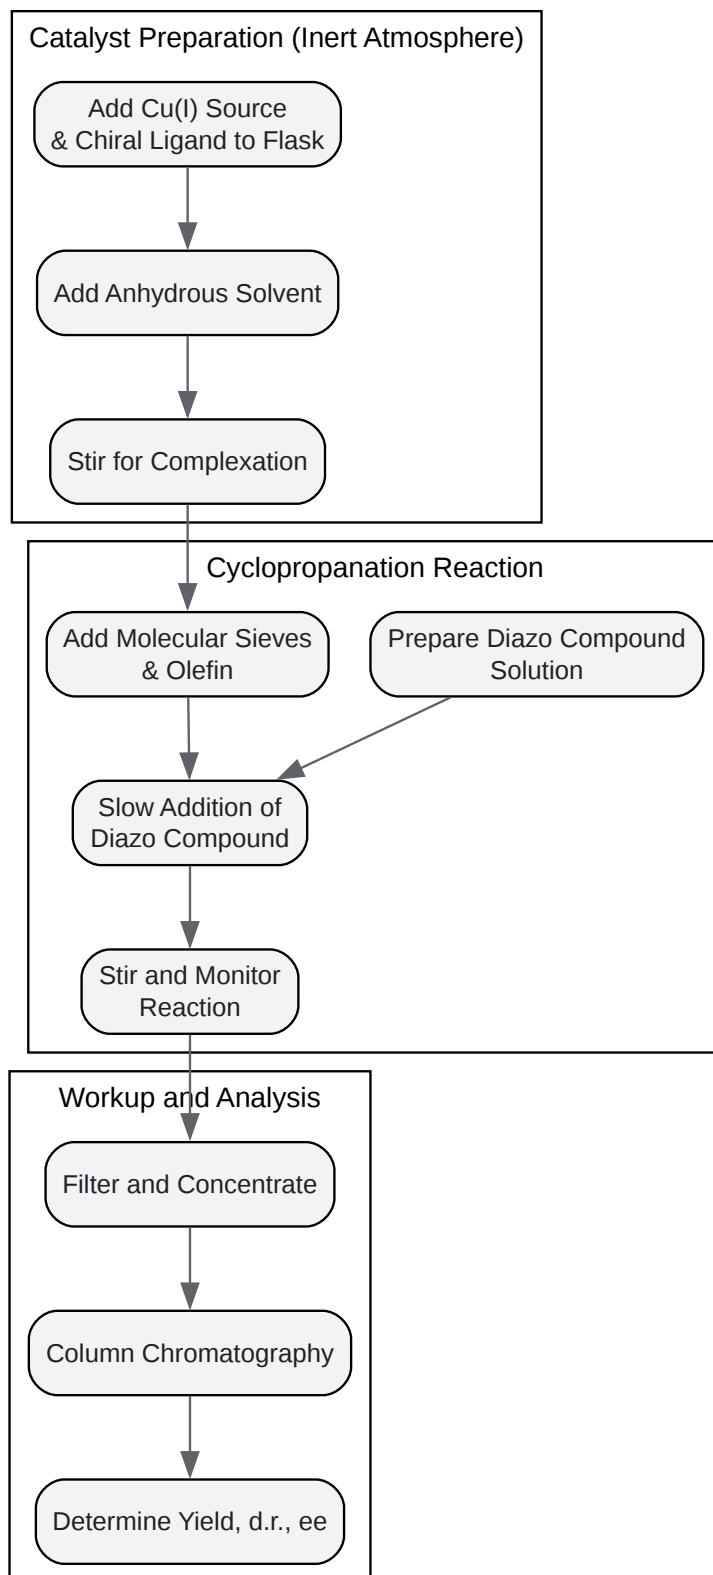 Catalyst Preparation (Inert Atmosphere)
Add Cu(I) Source
& Chiral Ligand to Flask
Add Anhydrous Solvent
Stir for Complexation
Cyclopropanation Reaction
Add Molecular Sieves
& Olefin
Prepare Diazo Compound
Solution
Slow Addition of
Diazo Compound
Stir and Monitor
Reaction
Workup and Analysis
Filter and Concentrate
Column Chromatography
Determine Yield, d.r., ee